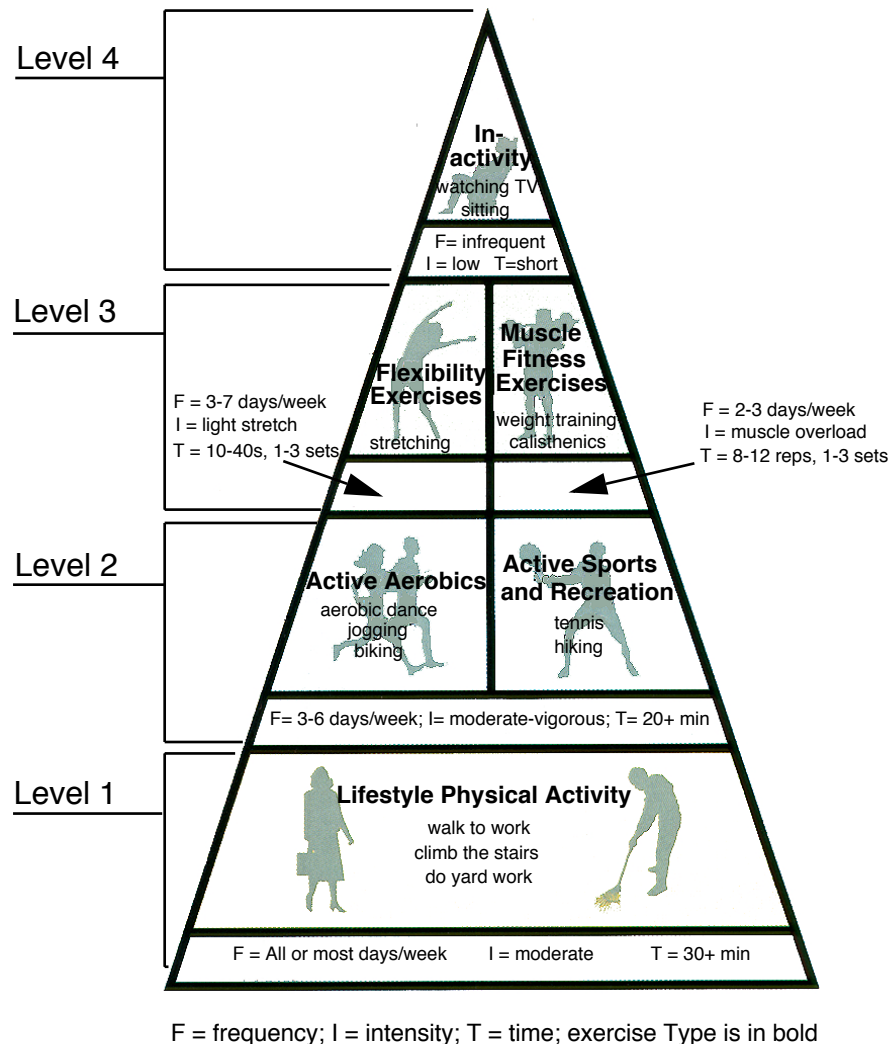 Level 4
In-
activity
watching TV
sitting
F= infrequent
I = low T=short
Level 3
Flexibility
Exercises
stretching
Muscle
Fitness
Exercises
weight training
calisthenics
F = 3-7 days/week
I = light stretch
T = 10-40s, 1-3 sets
F = 2-3 days/week
I = muscle overload
T = 8-12 reps, 1-3 sets
Level 2
Active Aerobics
aerobic dance
jogging
biking
Active Sports
and Recreation
tennis
hiking
F= 3-6 days/week; I= moderate-vigorous; T= 20+ min
Level 1
Lifestyle Physical Activity
walk to work
climb the stairs
do yard work
F = All or most days/week I = moderate T = 30+ min
F = frequency; I = intensity; T = time; exercise Type is in bold